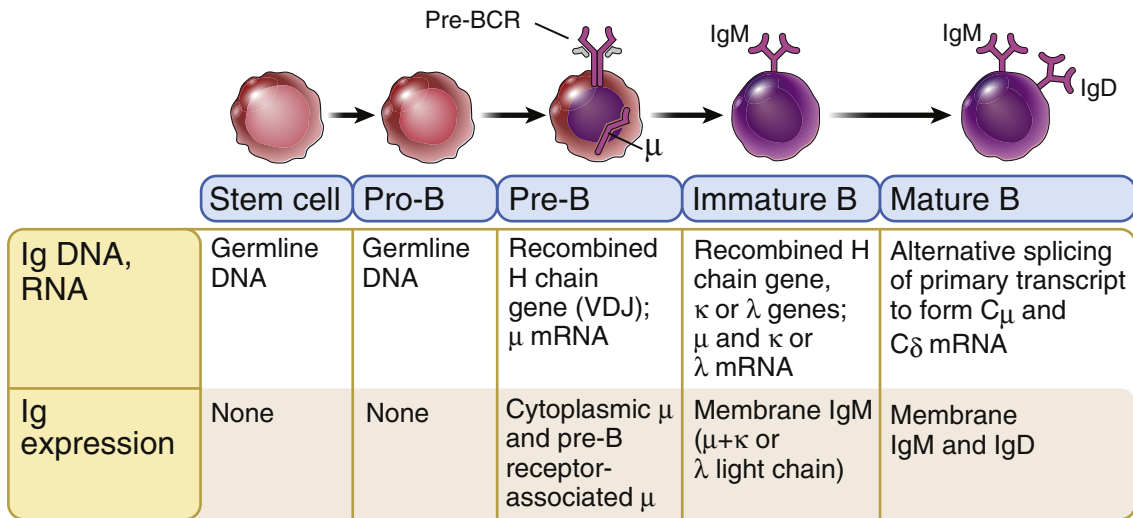 Pre-BCR
IgM
IgM
IgD
μ
Stem cell
Pro-B
Pre-B
Immature B
Mature B
Ig DNA,
RNA
Germline
DNA
Germline
DNA
Recombined
H chain
gene (VDJ);
μ mRNA
Recombined H
chain gene,
κ or λ genes;
μ and κ or
λ mRNA
Alternative splicing
of primary transcript
to form Cμ and
Cδ mRNA
Ig
expression
None
None
Cytoplasmic μ
and pre-B
receptor-
associated μ
Membrane IgM
(μ+κ or
λ light chain)
Membrane
IgM and IgD